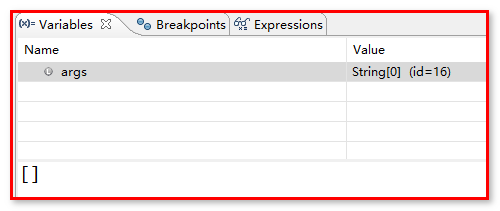 Variables Breakpoints Expressions
Name Value
args String[0] (id=16)
[]